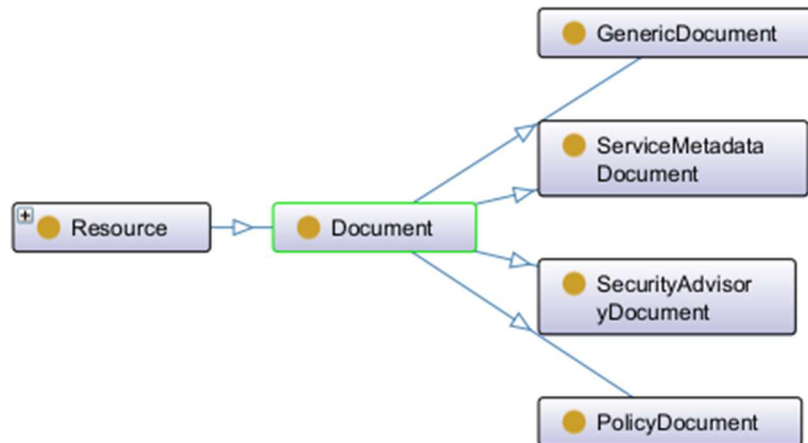 GenericDocument
ServiceMetadata
Document
Resource
Document
SecurityAdvisor
yDocument
PolicyDocument